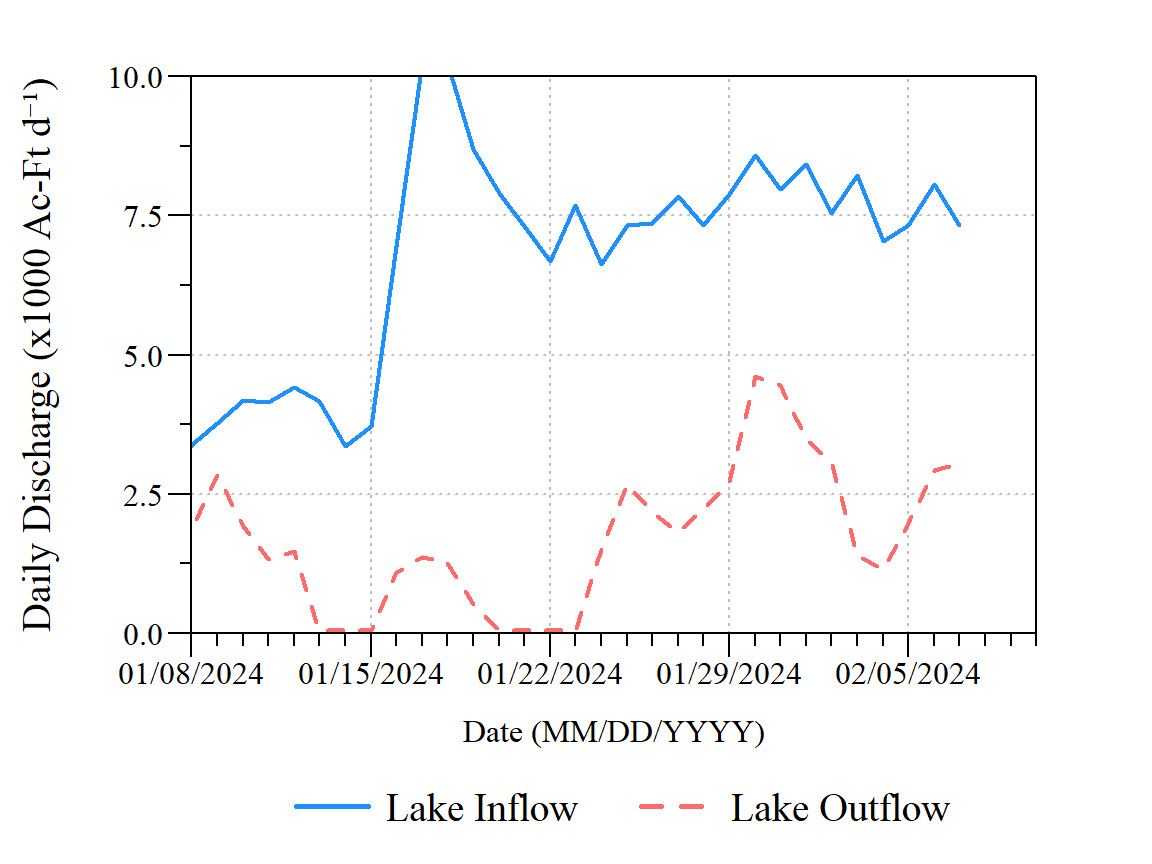 Daily Discharge (x1000 Ac-Ft d⁻¹)
10.0
7.5
5.0
2.5
0.0
01/08/2024 01/15/2024 01/22/2024 01/29/2024 02/05/2024
Date (MM/DD/YYYY)
Lake Inflow Lake Outflow